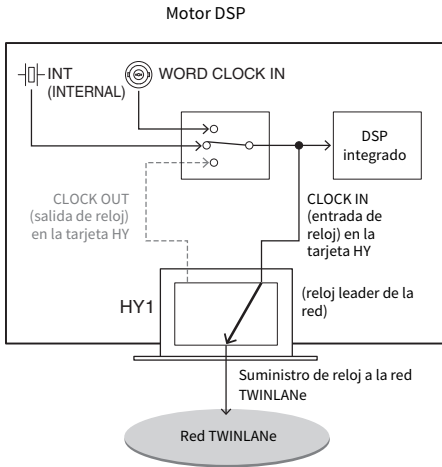 Motor DSP
INT
(INTERNAL)
WORD CLOCK IN
DSP
integrado
CLOCK OUT
(salida de reloj)
en la tarjeta HY
CLOCK IN
(entrada de
reloj) en la
tarjeta HY
HY1
(reloj leader de la
red)
Suministro de reloj a la red
TWINLANe
Red TWINLANe